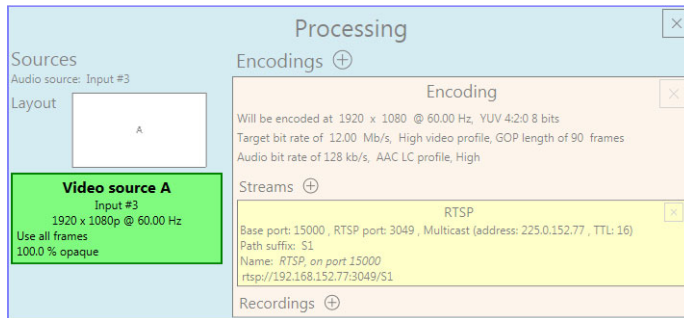 Processing
Sources
Audio source: Input #3
Layout
A
Video source A
Input #3
1920 x 1080p @ 60.00 Hz
Use all frames
100.0 % opaque
Encodings
Encoding
Will be encoded at 1920 x 1080 @ 60.00 Hz, YUV 4:2:0 8 bits
Target bit rate of 12.00 Mb/s, High video profile, GOP length of 90 frames
Audio bit rate of 128 kb/s, AAC LC profile, High
Streams
RTSP
Base port: 15000 , RTSP port: 3049 , Multicast (address: 225.0.152.77 , TTL: 16)
Path suffix: S1
Name: RTSP, on port 15000
rtsp://192.168.152.77:3049/S1
Recordings